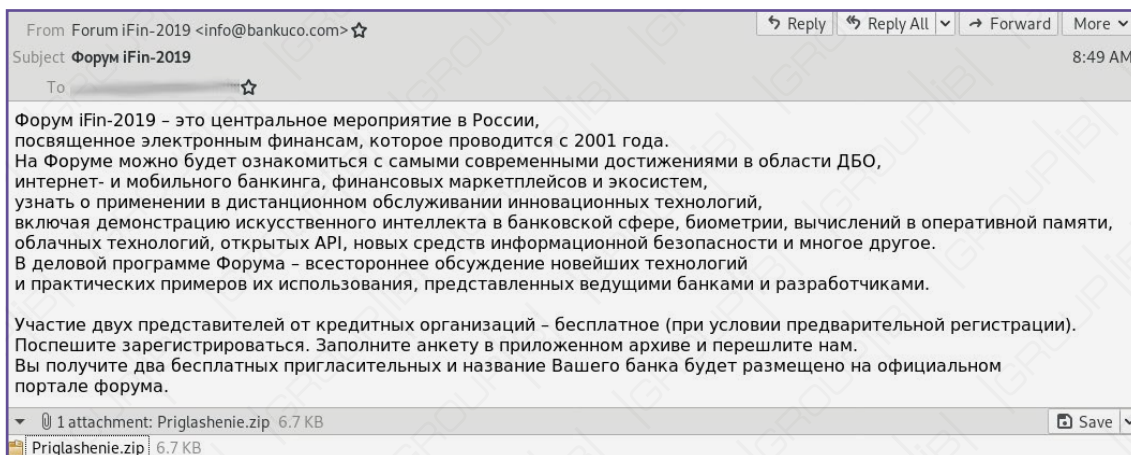 From Forum iFin-2019 <info@bankuco.com>
Reply Reply All Forward More
Subject Форум iFin-2019
8:49 AM
To
Форум iFin-2019 – это центральное мероприятие в России,
посвященное электронным финансам, которое проводится с 2001 года.
На Форуме можно будет ознакомиться с самыми современными достижениями в области ДБО,
интернет- и мобильного банкинга, финансовых маркетплейсов и экосистем,
узнать о применении в дистанционном обслуживании инновационных технологий,
включая демонстрацию искусственного интеллекта в банковской сфере, биометрии, вычислений в оперативной памяти,
облачных технологий, открытых API, новых средств информационной безопасности и многое другое.
В деловой программе Форума – всестороннее обсуждение новейших технологий
и практических примеров их использования, представленных ведущими банками и разработчиками.
Участие двух представителей от кредитных организаций – бесплатное (при условии предварительной регистрации).
Поспешите зарегистрироваться. Заполните анкету в приложенном архиве и перешлите нам.
Вы получите два бесплатных пригласительных и название Вашего банка будет размещено на официальном
портале форума.
1 attachment: Priglashenie.zip 6.7 KB
Save
Priglashenie.zip 6.7 KB
GROUP|IB